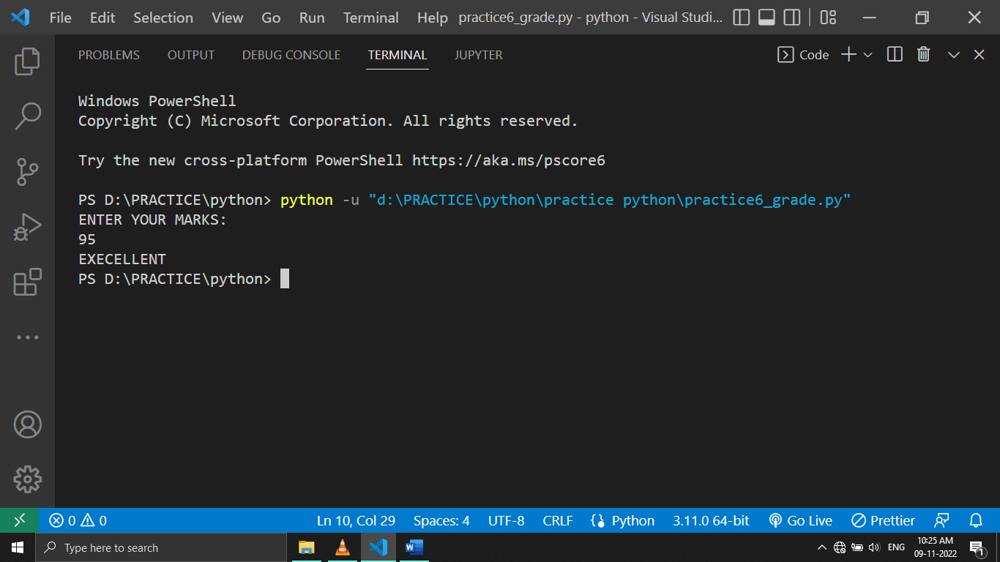 File Edit Selection View Go Run Terminal Help practice6_grade.py - python - Visual Studi...
PROBLEMS OUTPUT DEBUG CONSOLE TERMINAL JUPYTER Code
Windows PowerShell
Copyright (C) Microsoft Corporation. All rights reserved.
Try the new cross-platform PowerShell https://aka.ms/pscore6
PS D:\PRACTICE\python> python -u "d:\PRACTICE\python\practice python\practice6_grade.py"
ENTER YOUR MARKS:
95
EXECELLENT
PS D:\PRACTICE\python>
0 0 Ln 10, Col 29 Spaces: 4 UTF-8 CRLF Python 3.11.0 64-bit Go Live Prettier
Type here to search ENG 10:25 AM
09-11-2022 1